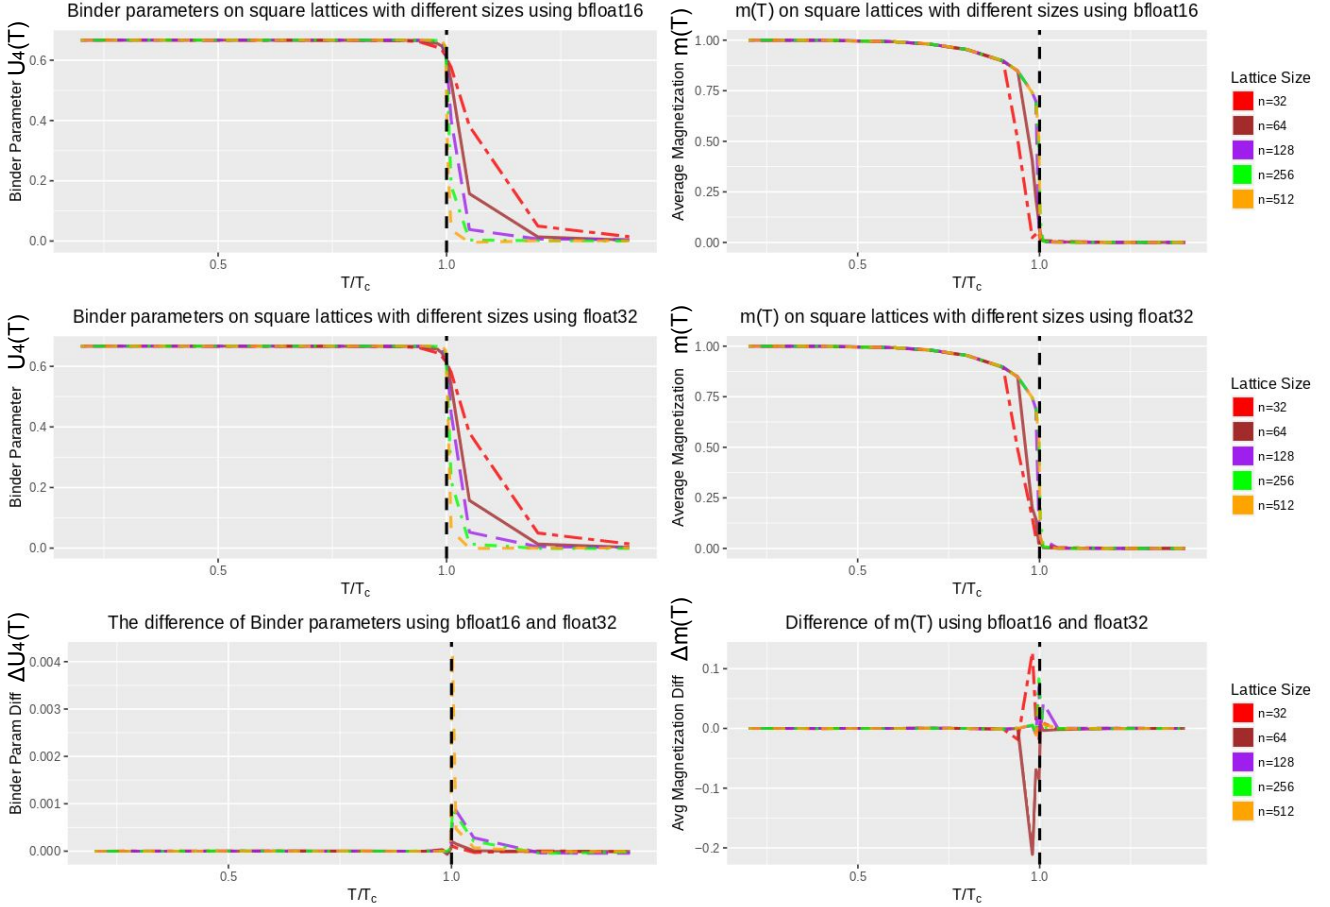 Binder parameters on square lattices with different sizes using bfloat16
Binder Parameter U₄(T)
0.6
0.4
0.2
0.0
0.5
1.0
T/Tc
m(T) on square lattices with different sizes using bfloat16
Average Magnetization m(T)
1.00
0.75
0.50
0.25
0.00
0.5
1.0
T/Tc
Lattice Size
n=32
n=64
n=128
n=256
n=512
Binder parameters on square lattices with different sizes using float32
Binder Parameter U₄(T)
0.6
0.4
0.2
0.0
0.5
1.0
T/Tc
m(T) on square lattices with different sizes using float32
Average Magnetization m(T)
1.00
0.75
0.50
0.25
0.00
0.5
1.0
T/Tc
Lattice Size
n=32
n=64
n=128
n=256
n=512
The difference of Binder parameters using bfloat16 and float32
Binder Param Diff ΔU₄(T)
0.004
0.003
0.002
0.001
0.000
0.5
1.0
T/Tc
Difference of m(T) using bfloat16 and float32
Avg Magnetization Diff Δm(T)
0.1
0.0
−0.1
−0.2
0.5
1.0
T/Tc
Lattice Size
n=32
n=64
n=128
n=256
n=512